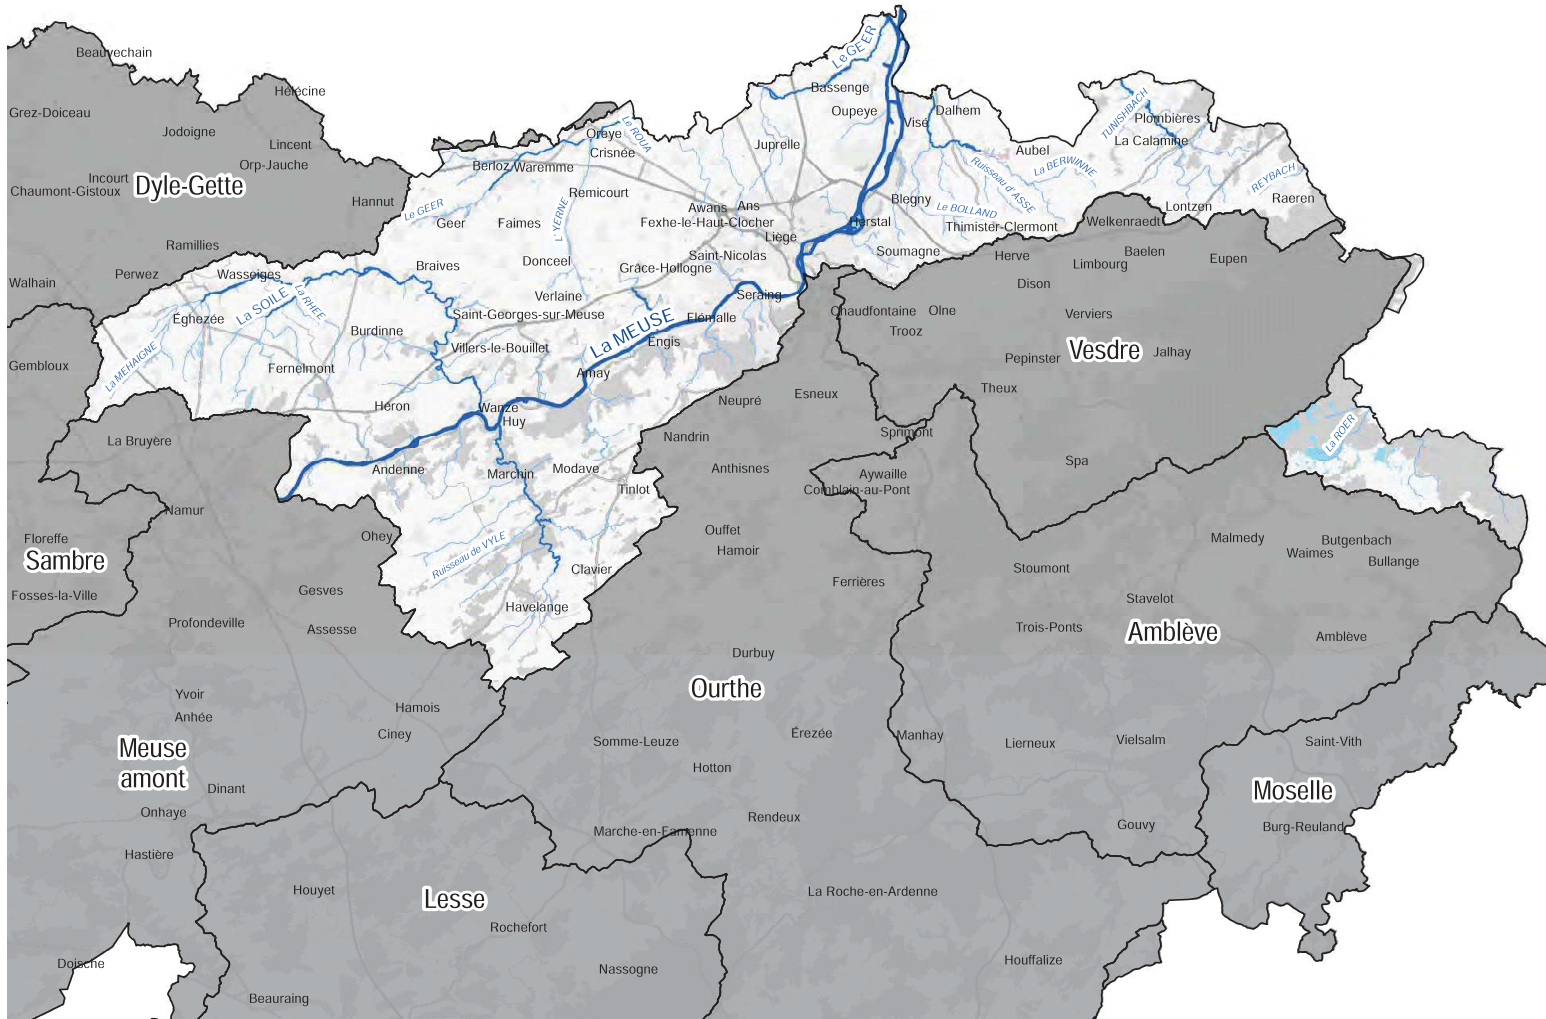 Beauvechain
Hélécine
Grez-Doiceau
Jodoigne
Lincent
Orp-Jauche
Incourt
Chaumont-Gistoux
Dyle-Gette
Hannut
Ramillies
Perwez
Walhain
Gembloux
La Bruyère
Namur
Floreffe
Sambre
Fosses-la-Ville
Le GEER
Bassenge
Oupeye
Visé
Dalhem
TUNISHBACH
Plombières
La Calamine
Aubel
La BERWINNE
Ruisseau d'ASSE
REYBACH
Raeren
Lontzen
Oreye
Le ROUA
Crisnée
Juprelle
Berloz
Waremme
Remicourt
Le GEER
Geer
Faimes
L'YERNE
Awans
Ans
Fexhe-le-Haut-Clocher
Liège
Herstal
Blegny
Le BOLLAND
Thimister-Clermont
Welkenraedt
Soumagne
Herve
Baelen
Limbourg
Eupen
Dison
Saint-Nicolas
Grâce-Hollogne
Donceel
Braives
Wasseiges
La SOILE
La RHEE
Éghezée
La MEHAIGNE
Burdinne
Fernelmont
Verlaine
Saint-Georges-sur-Meuse
Villers-le-Bouillet
La MEUSE
Seraing
Flémalle
Engis
Amay
Chaudfontaine
Olne
Trooz
Verviers
Vesdre
Pepinster
Jalhay
Theux
Héron
Wanze
Huy
Neupré
Esneux
Nandrin
Sprimont
La ROER
Andenne
Marchin
Modave
Tinlot
Anthisnes
Aywaille
Comblain-au-Pont
Spa
Ohey
Ruisseau de VYLE
Clavier
Havelange
Ouffet
Hamoir
Ferrières
Malmedy
Butgenbach
Waimes
Bullange
Stoumont
Stavelot
Trois-Ponts
Amblève
Amblève
Gesves
Assesse
Profondeville
Durbuy
Ourthe
Yvoir
Anhée
Hamois
Ciney
Meuse
amont
Somme-Leuze
Érezée
Manhay
Lierneux
Vielsalm
Saint-Vith
Hotton
Moselle
Dinant
Onhaye
Rendeux
Marche-en-Famenne
Gouvy
Burg-Reuland
Hastière
Houyet
Lesse
Rochefort
La Roche-en-Ardenne
Doische
Beauraing
Nassogne
Houffalize